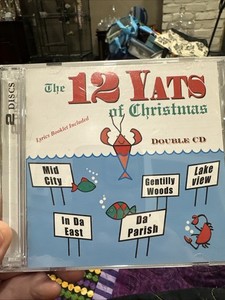 The 12 YATS
of Christmas
Lyrics Booklet Included
DOUBLE CD
2 DISCS
Mid
City
Gentilly
Woods
Lake
view
In Da
East
Da'
Parish